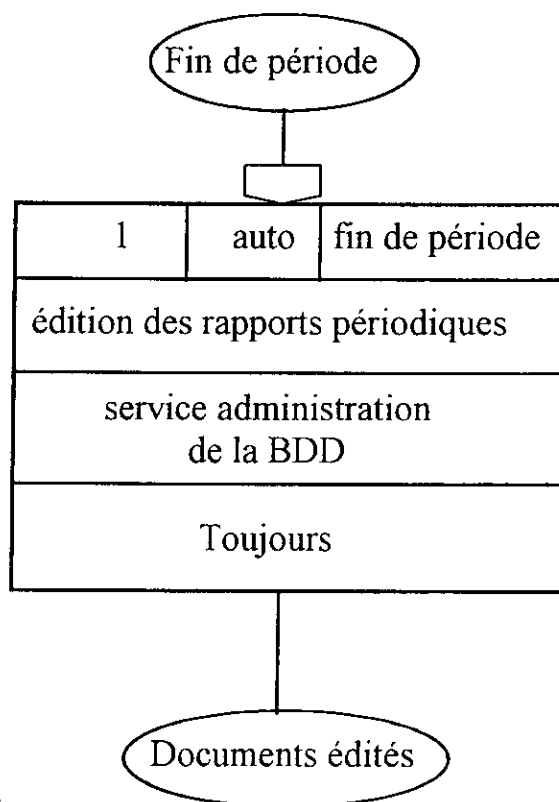 Fin de période
1 auto fin de période
édition des rapports périodiques
service administration
de la BDD
Toujours
Documents édités